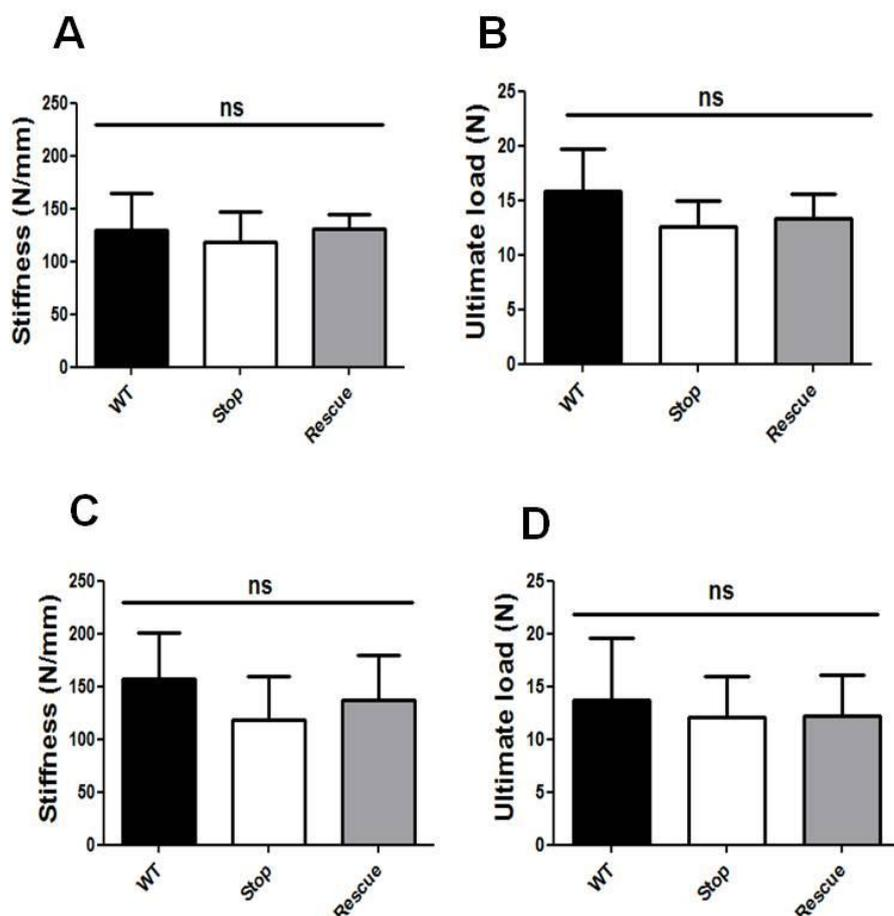 A
Stiffness (N/mm)
250
200
150
100
50
0
ns
WT
Stop
Rescue
B
Ultimate load (N)
25
20
15
10
5
0
ns
WT
Stop
Rescue
C
Stiffness (N/mm)
250
200
150
100
50
0
ns
WT
Stop
Rescue
D
Ultimate load (N)
25
20
15
10
5
0
ns
WT
Stop
Rescue